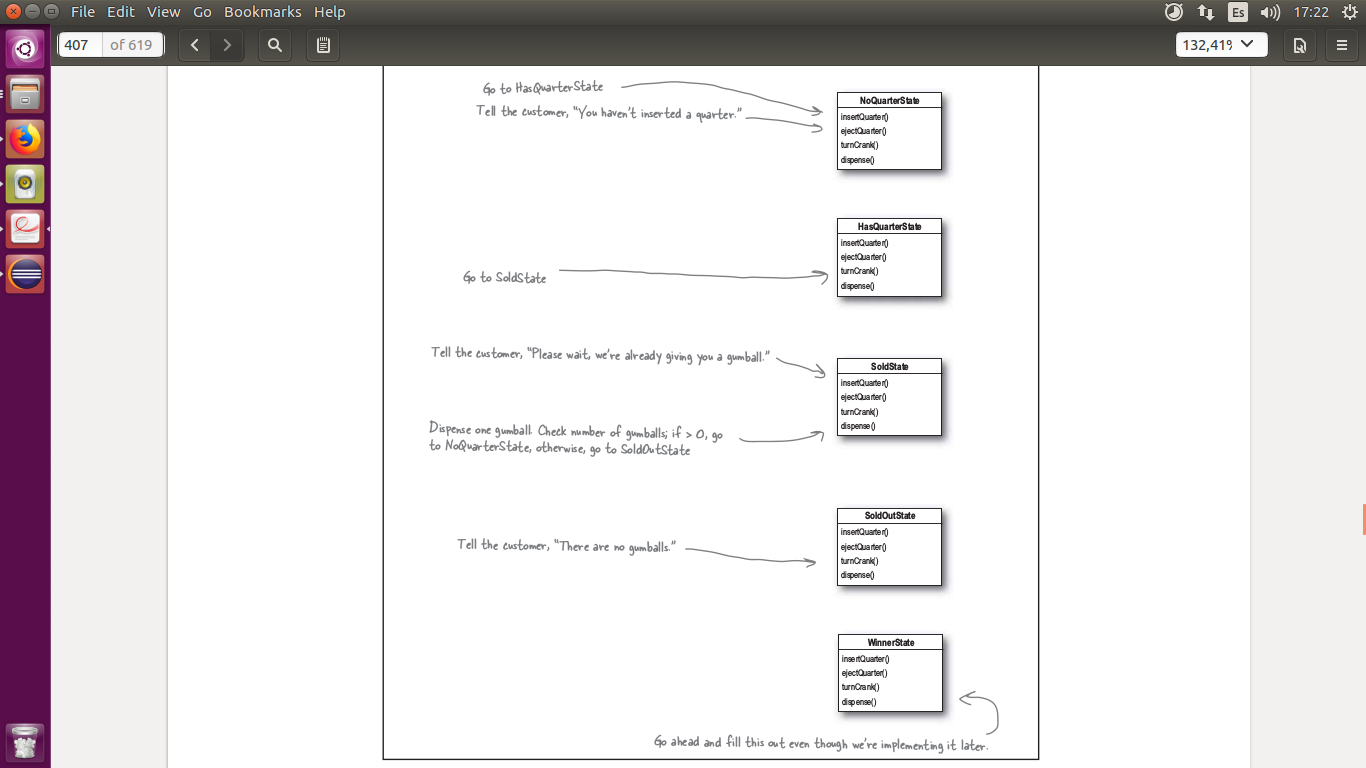 File Edit View Go Bookmarks Help
Es
17:22
407 of 619
132,41%
Go to HasQuarterState
Tell the customer, "You haven't inserted a quarter."
NoQuarterState
insertQuarter()
ejectQuarter()
turnCrank()
dispense()
HasQuarterState
insertQuarter()
ejectQuarter()
turnCrank()
dispense()
Go to SoldState
Tell the customer, "Please wait, we're already giving you a gumball."
SoldState
insertQuarter()
ejectQuarter()
turnCrank()
dispense()
Dispense one gumball. Check number of gumballs; if > 0, go
to NoQuarterState, otherwise, go to SoldOutState
SoldOutState
insertQuarter()
ejectQuarter()
turnCrank()
dispense()
Tell the customer, "There are no gumballs."
WinnerState
insertQuarter()
ejectQuarter()
turnCrank()
dispense()
Go ahead and fill this out even though we're implementing it later.